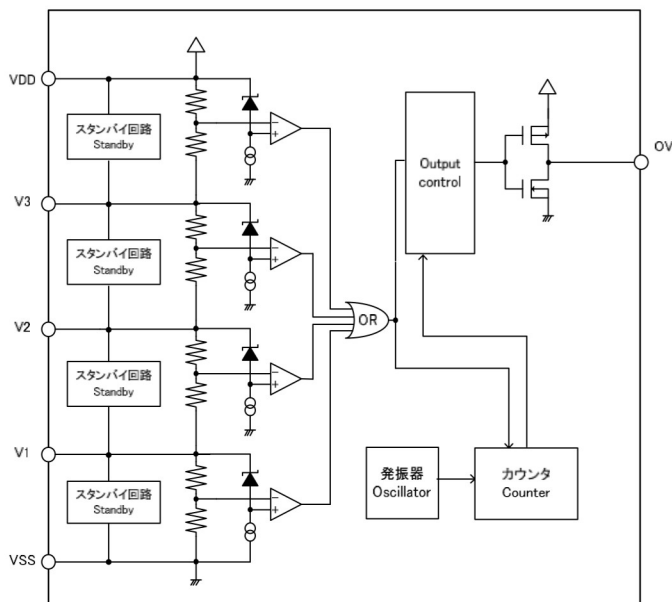 VDD
スタンバイ回路
Standby
V3
スタンバイ回路
Standby
V2
スタンバイ回路
Standby
V1
スタンバイ回路
Standby
VSS
−
+
−
+
−
+
−
+
OR
Output
control
OV
発振器
Oscillator
カウンタ
Counter